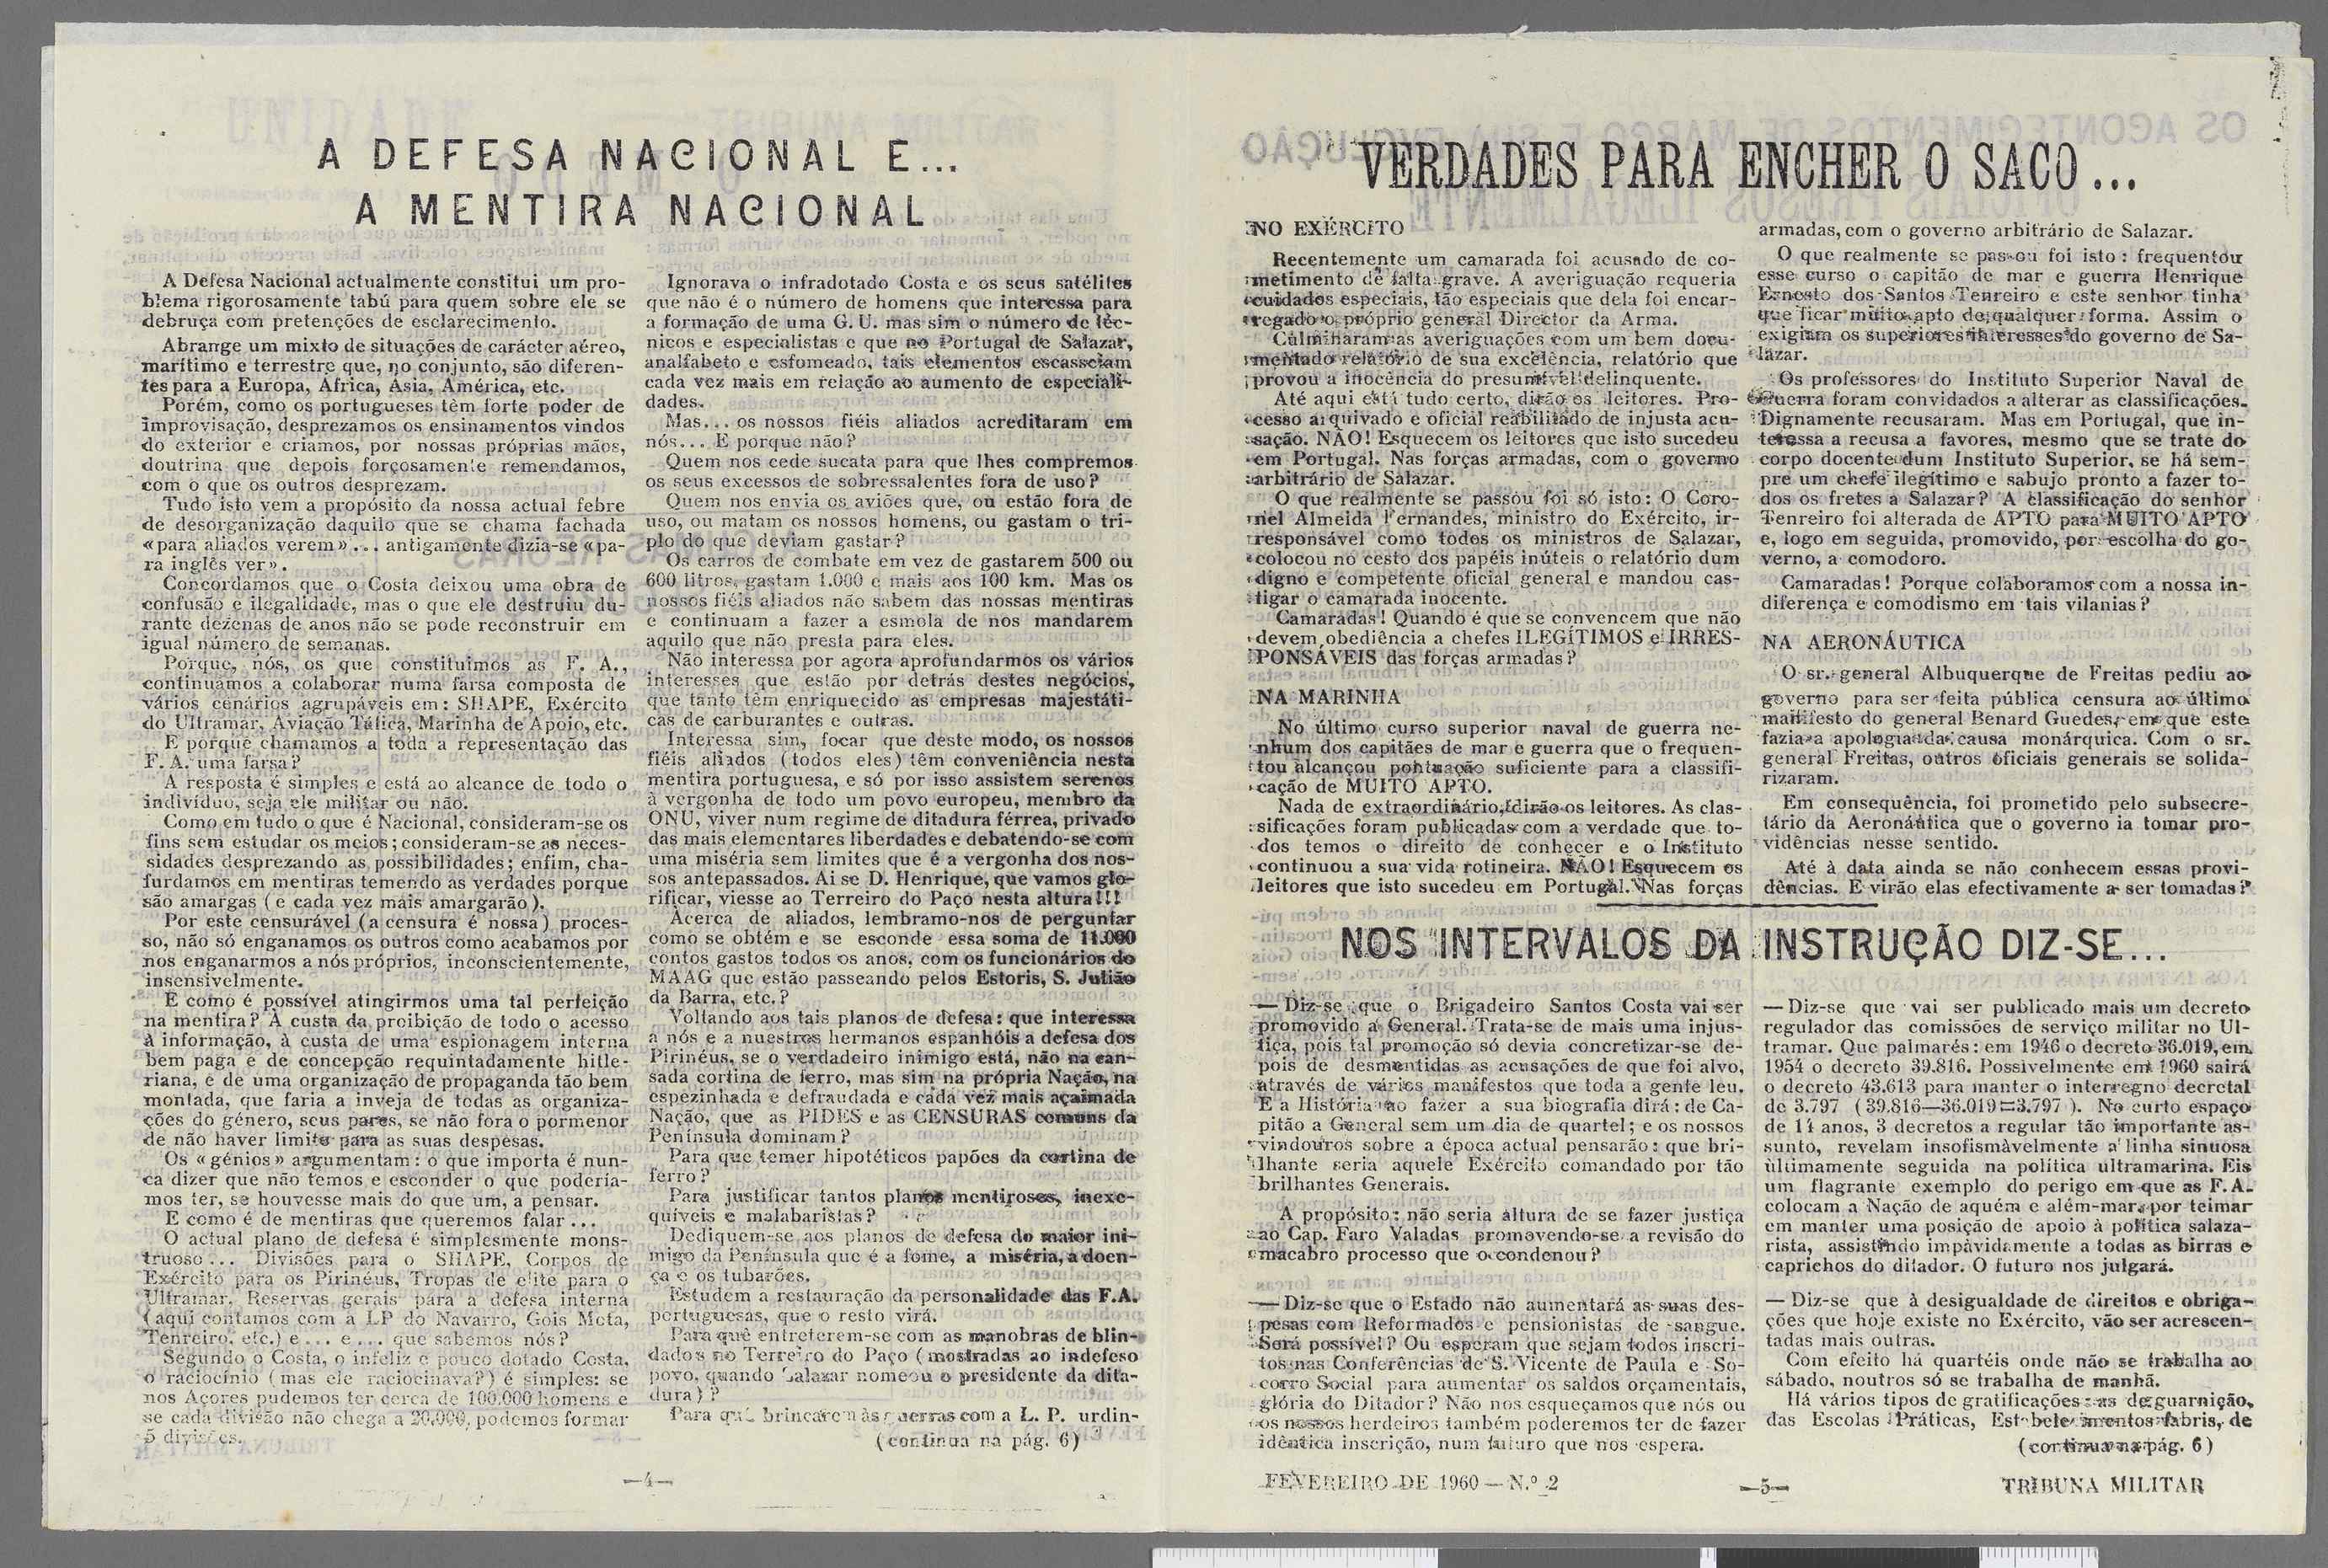 A DEFESA NACIONAL E...
A MENTIRA NACIONAL
A Defesa Nacional actualmente constitui um pro-
blema rigorosamente tabú para quem sobre ele se
debruça com pretenções de esclarecimento.
Abrange um mixto de situações de carácter aéreo,
marítimo e terrestre que, no conjunto, são diferen-
tes para a Europa, África, Ásia, América, etc.
Porém, como os portugueses têm forte poder de
improvisação, desprezamos os ensinamentos vindos
do exterior e criamos, por nossas próprias mãos,
doutrina que depois forçosamente remendamos,
com o que os outros desprezam.
Tudo isto vem a propósito da nossa actual febre
de desorganização daquilo que se chama fachada
«para aliados verem»... antigamente dizia-se «pa-
ra inglês ver».
Concordamos que o Costa deixou uma obra de
confusão e ilegalidade, mas o que ele destruiu du-
rante dezenas de anos não se pode reconstruir em
igual número de semanas.
Porque, nós, os que constituimos as F. A.,
continuamos a colaborar numa farsa composta de
vários cenários agrupáveis em: SHAPE, Exército
do Ultramar, Aviação Tática, Marinha de Apoio, etc.
E porquê chamamos a toda a representação das
F. A. uma farsa?
A resposta é simples e está ao alcance de todo o
indivíduo, seja ele militar ou não.
Como em tudo o que é Nacional, consideram-se os
fins sem estudar os meios; consideram-se as neces-
sidades desprezando as possibilidades; enfim, cha-
furdamos em mentiras temendo as verdades porque
são amargas (e cada vez mais amargarão).
Por este censurável (a censura é nossa) proces-
so, não só enganamos os outros como acabamos por
nos enganarmos a nós próprios, inconscientemente,
insensivelmente.
E como é possível atingirmos uma tal perfeição
na mentira? À custa da proibição de todo o acesso
à informação, à custa de uma espionagem interna
bem paga e de concepção requintadamente hitle-
riana, e de uma organização de propaganda tão bem
montada, que faria a inveja de todas as organiza-
ções do género, seus pares, se não fora o pormenor
de não haver limite para as suas despesas.
Os «génios» argumentam: o que importa é nun-
ca dizer que não temos e esconder o que podería-
mos ter, se houvesse mais do que um, a pensar.
E como é de mentiras que queremos falar...
O actual plano de defesa é simplesmente mons-
truoso... Divisões para o SHAPE, Corpos de
Exército para os Pirinéus, Tropas de elite para o
Ultramar, Reservas gerais para a defesa interna
(aqui contamos com a LP do Navarro, Gois Mota,
Tenreiro, etc.) e... e... que sabemos nós?
Segundo o Costa, o infeliz e pouco dotado Costa,
o raciocínio (mas ele raciocinava?) é simples: se
nos Açores pudemos ter cerca de 100.000 homens e
se cada divisão não chega a 20.000, podemos formar
5 divisões.
Ignorava o infradotado Costa e os seus satélites
que não é o número de homens que interessa para
a formação de uma G. U. mas sim o número de téc-
nicos e especialistas e que no Portugal de Salazar,
analfabeto e esfomeado, tais elementos escasseiam
cada vez mais em relação ao aumento de especiali-
dades.
Mas... os nossos fiéis aliados acreditaram em
nós... E porque não?
Quem nos cede sucata para que lhes compremos
os seus excessos de sobressalentes fora de uso?
Quem nos envia os aviões que, ou estão fora de
uso, ou matam os nossos homens, ou gastam o tri-
plo do que deviam gastar?
Os carros de combate em vez de gastarem 500 ou
600 litros, gastam 1.000 e mais aos 100 km. Mas os
nossos fiéis aliados não sabem das nossas mentiras
e continuam a fazer a esmola de nos mandarem
aquilo que não presta para eles.
Não interessa por agora aprofundarmos os vários
interesses que estão por detrás destes negócios,
que tanto têm enriquecido as empresas majestáti-
cas de carburantes e outras.
Interessa sim, focar que deste modo, os nossos
fiéis aliados (todos eles) têm conveniência nesta
mentira portuguesa, e só por isso assistem serenos
à vergonha de todo um povo europeu, membro da
ONU, viver num regime de ditadura férrea, privado
das mais elementares liberdades e debatendo-se com
uma miséria sem limites que é a vergonha dos nos-
sos antepassados. Ai se D. Henrique, que vamos glo-
rificar, viesse ao Terreiro do Paço nesta altura!!!
Acerca de aliados, lembramo-nos de perguntar
como se obtém e se esconde essa soma de 11.000
contos gastos todos os anos, com os funcionários do
MAAG que estão passeando pelos Estoris, S. Julião
da Barra, etc.?
Voltando aos tais planos de defesa: que interessa
a nós e a nuestros hermanos espanhóis a defesa dos
Pirinéus, se o verdadeiro inimigo está, não na can-
sada cortina de ferro, mas sim na própria Nação, na
espezinhada e defraudada e cada vez mais açaimada
Nação, que as PIDES e as CENSURAS comuns da
Península dominam?
Para que temer hipotéticos papões da cortina de
ferro?
Para justificar tantos planos mentirosos, inexe-
quíveis e malabaristas?
Dediquem-se aos planos de defesa do maior ini-
migo da Península que é a fome, a miséria, a doen-
ça e os tubarões.
Estudem a restauração da personalidade das F.A.
portuguesas, que o resto virá.
Para quê entreterem-se com as manobras de blin-
dados no Terreiro do Paço (mostradas ao indefeso
povo, quando Salazar nomeou o presidente da dita-
dura)?
Para quê brincarem às guerras com a L. P. urdin-
(continua na pág. 6)
—4—
VERDADES PARA ENCHER O SACO...
NO EXÉRCITO
Recentemente um camarada foi acusado de co-
metimento de falta grave. A averiguação requeria
cuidados especiais, tão especiais que dela foi encar-
regado o próprio general Director da Arma.
Culminaram as averiguações com um bem docu-
mentado relatório de sua excelência, relatório que
provou a inocência do presumível delinquente.
Até aqui está tudo certo, dirão os leitores. Pro-
cesso arquivado e oficial reabilitado de injusta acu-
sação. NÃO! Esquecem os leitores que isto sucedeu
em Portugal. Nas forças armadas, com o governo
arbitrário de Salazar.
O que realmente se passou foi só isto: O Coro-
nel Almeida Fernandes, ministro do Exército, ir-
responsável como todos os ministros de Salazar,
colocou no cesto dos papéis inúteis o relatório dum
digno e competente oficial general e mandou cas-
tigar o camarada inocente.
Camaradas! Quando é que se convencem que não
devem obediência a chefes ILEGÍTIMOS e IRRES-
PONSÁVEIS das forças armadas?
NA MARINHA
No último curso superior naval de guerra ne-
nhum dos capitães de mar e guerra que o frequen-
tou alcançou pontuação suficiente para a classifi-
cação de MUITO APTO.
Nada de extraordinário, dirão os leitores. As clas-
sificações foram publicadas com a verdade que to-
dos temos o direito de conhecer e o Instituto
continuou a sua vida rotineira. NÃO! Esquecem os
leitores que isto sucedeu em Portugal. Nas forças
armadas, com o governo arbitrário de Salazar.
O que realmente se passou foi isto: frequentou
esse curso o capitão de mar e guerra Henrique
Ernesto dos Santos Tenreiro e este senhor tinha
que ficar muito apto de qualquer forma. Assim o
exigiam os superiores interesses do governo de Sa-
lazar.
Os professores do Instituto Superior Naval de
Guerra foram convidados a alterar as classificações.
Dignamente recusaram. Mas em Portugal, que in-
teressa a recusa a favores, mesmo que se trate do
corpo docente dum Instituto Superior, se há sem-
pre um chefe ilegítimo e sabujo pronto a fazer to-
dos os fretes a Salazar? A classificação do senhor
Tenreiro foi alterada de APTO para MUITO APTO
e, logo em seguida, promovido, por escolha do go-
verno, a comodoro.
Camaradas! Porque colaboramos com a nossa in-
diferença e comodismo em tais vilanias?
NA AERONÁUTICA
O sr. general Albuquerque de Freitas pediu ao
governo para ser feita pública censura ao último
manifesto do general Benard Guedes, em que este
fazia a apologia da causa monárquica. Com o sr.
general Freitas, outros oficiais generais se solida-
rizaram.
Em consequência, foi prometido pelo subsecre-
tário da Aeronáutica que o governo ia tomar pro-
vidências nesse sentido.
Até à data ainda se não conhecem essas provi-
dências. E virão elas efectivamente a ser tomadas?
NOS INTERVALOS DA INSTRUÇÃO DIZ-SE...
— Diz-se que o Brigadeiro Santos Costa vai ser
promovido a General. Trata-se de mais uma injus-
tiça, pois tal promoção só devia concretizar-se de-
pois de desmentidas as acusações de que foi alvo,
através de vários manifestos que toda a gente leu.
E a História ao fazer a sua biografia dirá: de Ca-
pitão a General sem um dia de quartel; e os nossos
vindouros sobre a época actual pensarão: que bri-
lhante seria aquele Exército comandado por tão
brilhantes Generais.
A propósito: não seria altura de se fazer justiça
ao Cap. Faro Valadas promovendo-se a revisão do
macabro processo que o condenou?
— Diz-se que o Estado não aumentará as suas des-
pesas com Reformados e pensionistas de sangue.
Será possível? Ou esperam que sejam todos inscri-
tos nas Conferências de S. Vicente de Paula e So-
corro Social para aumentar os saldos orçamentais,
glória do Ditador? Não nos esqueçamos que nós ou
os nossos herdeiros também poderemos ter de fazer
idêntica inscrição, num futuro que nos espera.
— Diz-se que vai ser publicado mais um decreto
regulador das comissões de serviço militar no Ul-
tramar. Que palmarés: em 1946 o decreto 36.019, em
1954 o decreto 39.816. Possivelmente em 1960 sairá
o decreto 43.613 para manter o interregno decretal
de 3.797 (39.816—36.019=3.797). No curto espaço
de 14 anos, 3 decretos a regular tão importante as-
sunto, revelam insofismàvelmente a linha sinuosa
ùltimamente seguida na política ultramarina. Eis
um flagrante exemplo do perigo em que as F.A.
colocam a Nação de aquém e além-mar, por teimar
em manter uma posição de apoio à política salaza-
rista, assistindo impàvidamente a todas as birras e
caprichos do ditador. O futuro nos julgará.
— Diz-se que à desigualdade de direitos e obriga-
ções que hoje existe no Exército, vão ser acrescen-
tadas mais outras.
Com efeito há quartéis onde não se trabalha ao
sábado, noutros só se trabalha de manhã.
Há vários tipos de gratificações: as de guarnição,
das Escolas Práticas, Estabelecimentos fabris, de
(continua na pág. 6)
FEVEREIRO DE 1960 — N.º 2
—5—
TRIBUNA MILITAR